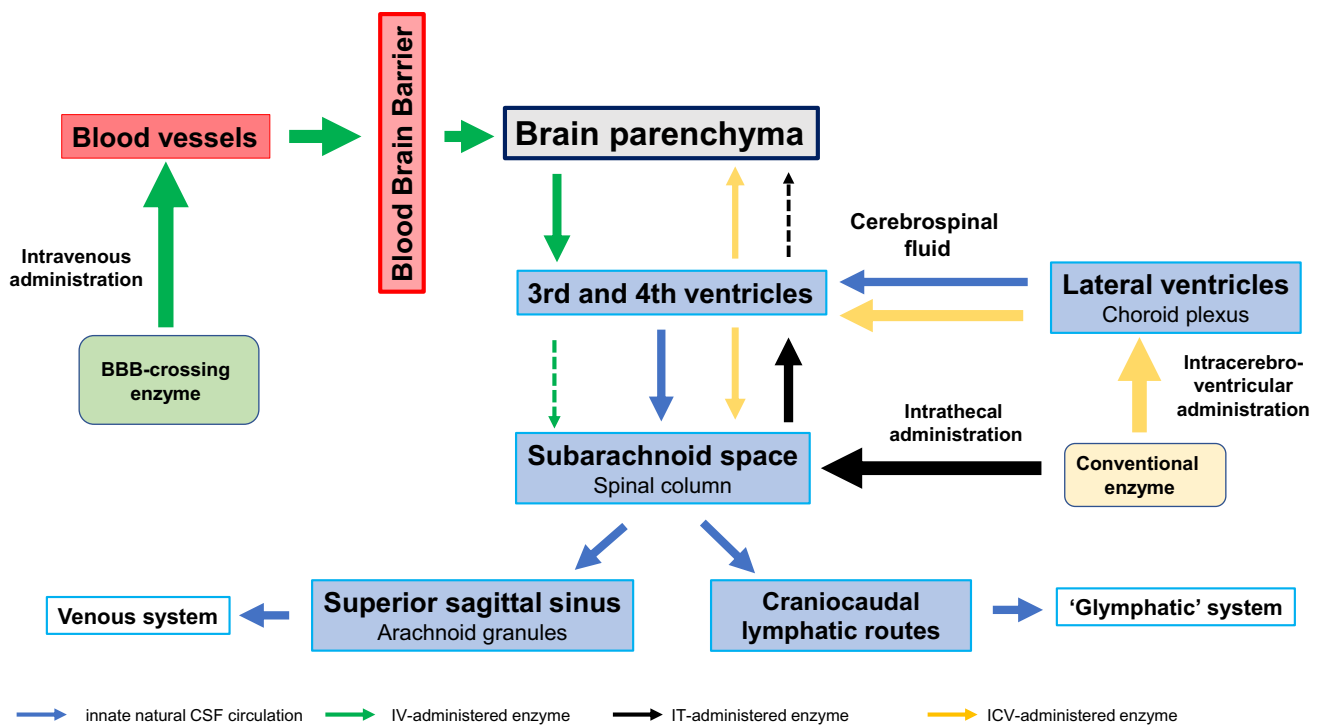 Blood vessels
Blood Brain Barrier
Brain parenchyma
Intravenous
administration
BBB-crossing
enzyme
Cerebrospinal
fluid
3rd and 4th ventricles
Lateral ventricles
Choroid plexus
Intracerebro-
ventricular
administration
Intrathecal
administration
Subarachnoid space
Spinal column
Conventional
enzyme
Venous system
Superior sagittal sinus
Arachnoid granules
Craniocaudal
lymphatic routes
‘Glymphatic’ system
innate natural CSF circulation
IV-administered enzyme
IT-administered enzyme
ICV-administered enzyme